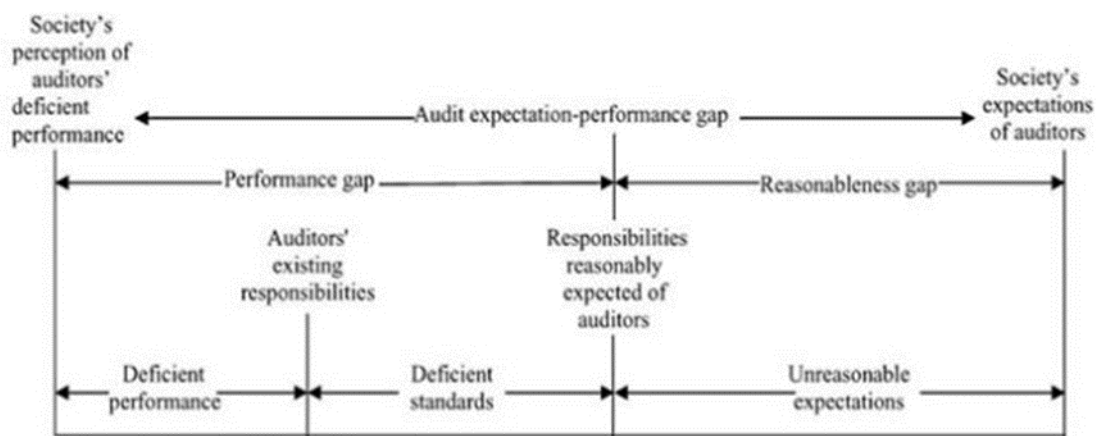 Society's
perception of
auditors'
deficient
performance
Society's
expectations
of auditors
Audit expectation-performance gap
Performance gap
Reasonableness gap
Auditors'
existing
responsibilities
Responsibilities
reasonably
expected of
auditors
Deficient
performance
Deficient
standards
Unreasonable
expectations